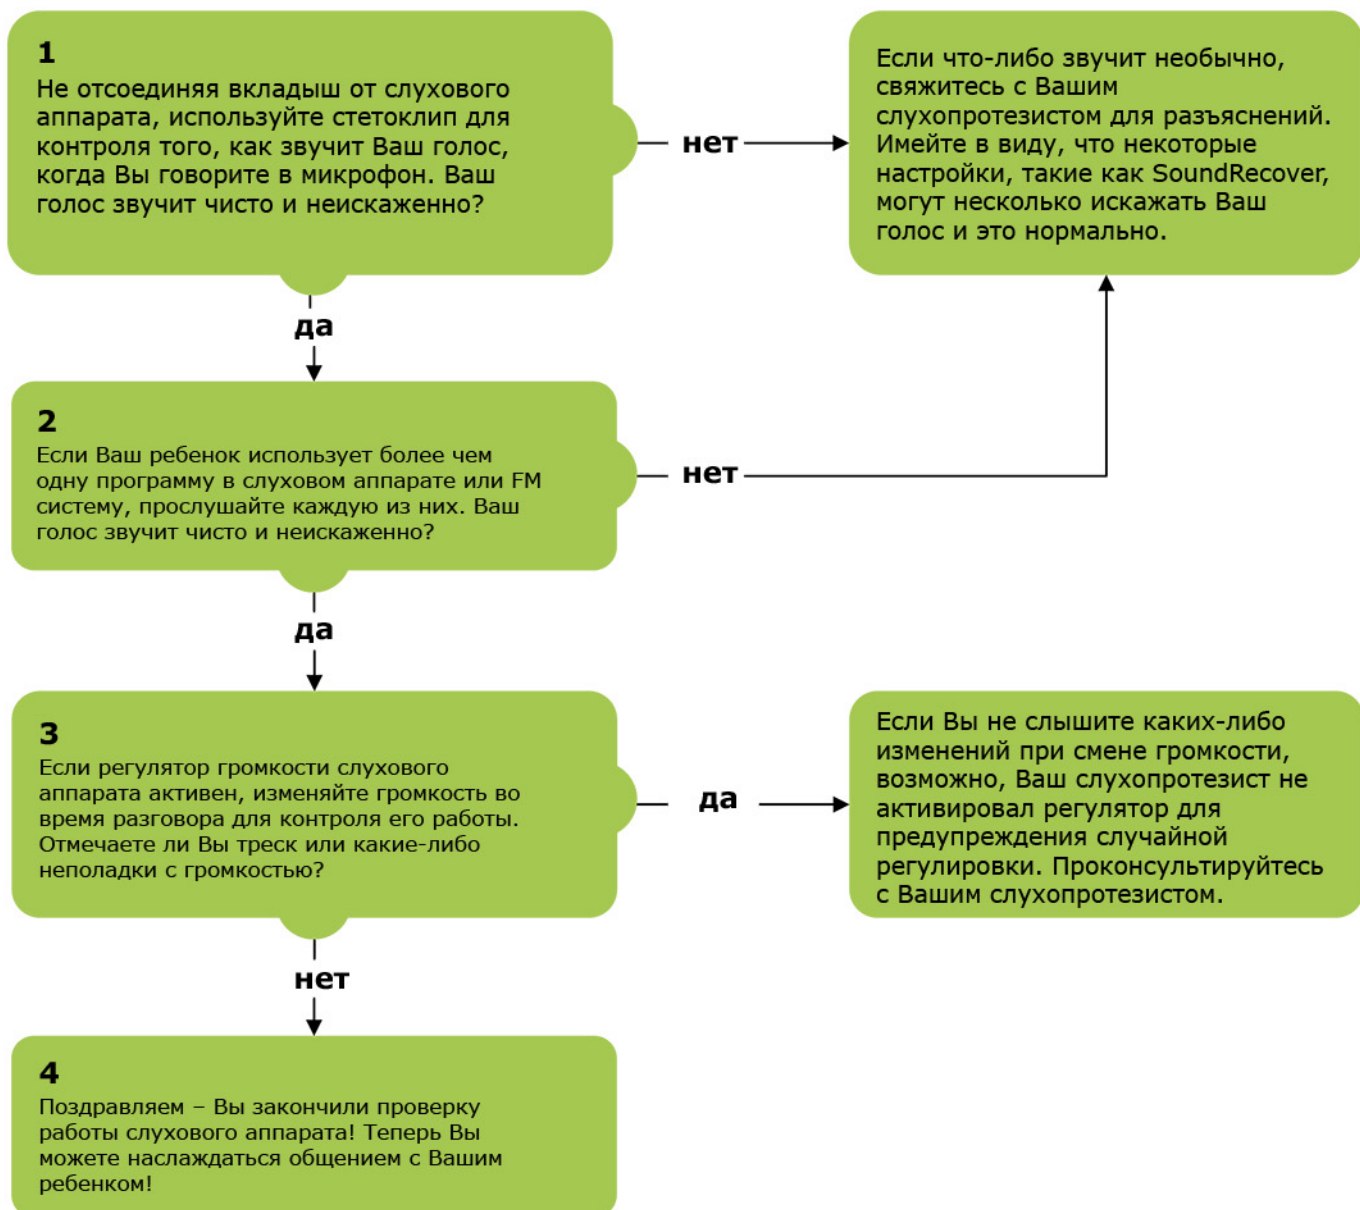 1
Не отсоединяя вкладыш от слухового
аппарата, используйте стетоклип для
контроля того, как звучит Ваш голос,
когда Вы говорите в микрофон. Ваш
голос звучит чисто и неискаженно?
нет
Если что-либо звучит необычно,
свяжитесь с Вашим
слухопротезистом для разъяснений.
Имейте в виду, что некоторые
настройки, такие как SoundRecover,
могут несколько искажать Ваш
голос и это нормально.
да
2
Если Ваш ребенок использует более чем
одну программу в слуховом аппарате или FM
систему, прослушайте каждую из них. Ваш
голос звучит чисто и неискаженно?
нет
да
3
Если регулятор громкости слухового
аппарата активен, изменяйте громкость во
время разговора для контроля его работы.
Отмечаете ли Вы треск или какие-либо
неполадки с громкостью?
да
Если Вы не слышите каких-либо
изменений при смене громкости,
возможно, Ваш слухопротезист не
активировал регулятор для
предупреждения случайной
регулировки. Проконсультируйтесь
с Вашим слухопротезистом.
нет
4
Поздравляем – Вы закончили проверку
работы слухового аппарата! Теперь Вы
можете наслаждаться общением с Вашим
ребенком!